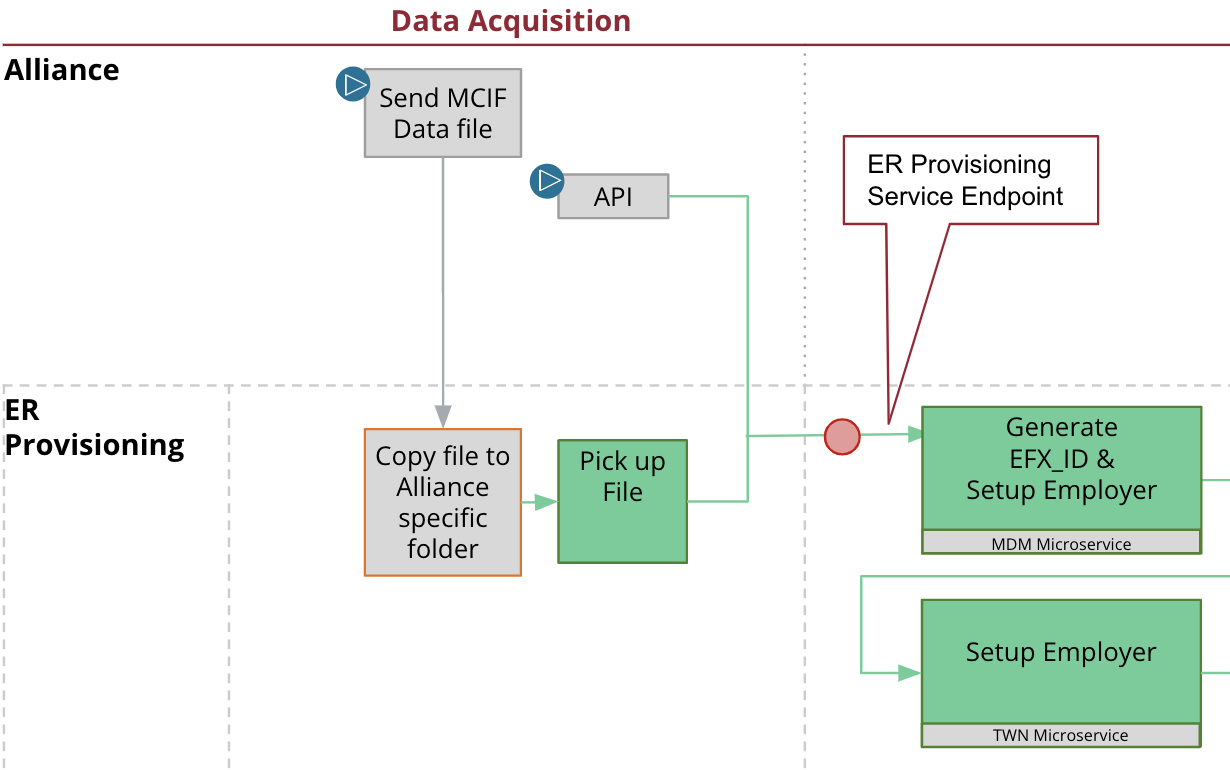 Data Acquisition
Alliance
Send MCIF
Data file
API
ER Provisioning
Service Endpoint
ER
Provisioning
Copy file to
Alliance
specific
folder
Pick up
File
Generate
EFX_ID &
Setup Employer
MDM Microservice
Setup Employer
TWN Microservice